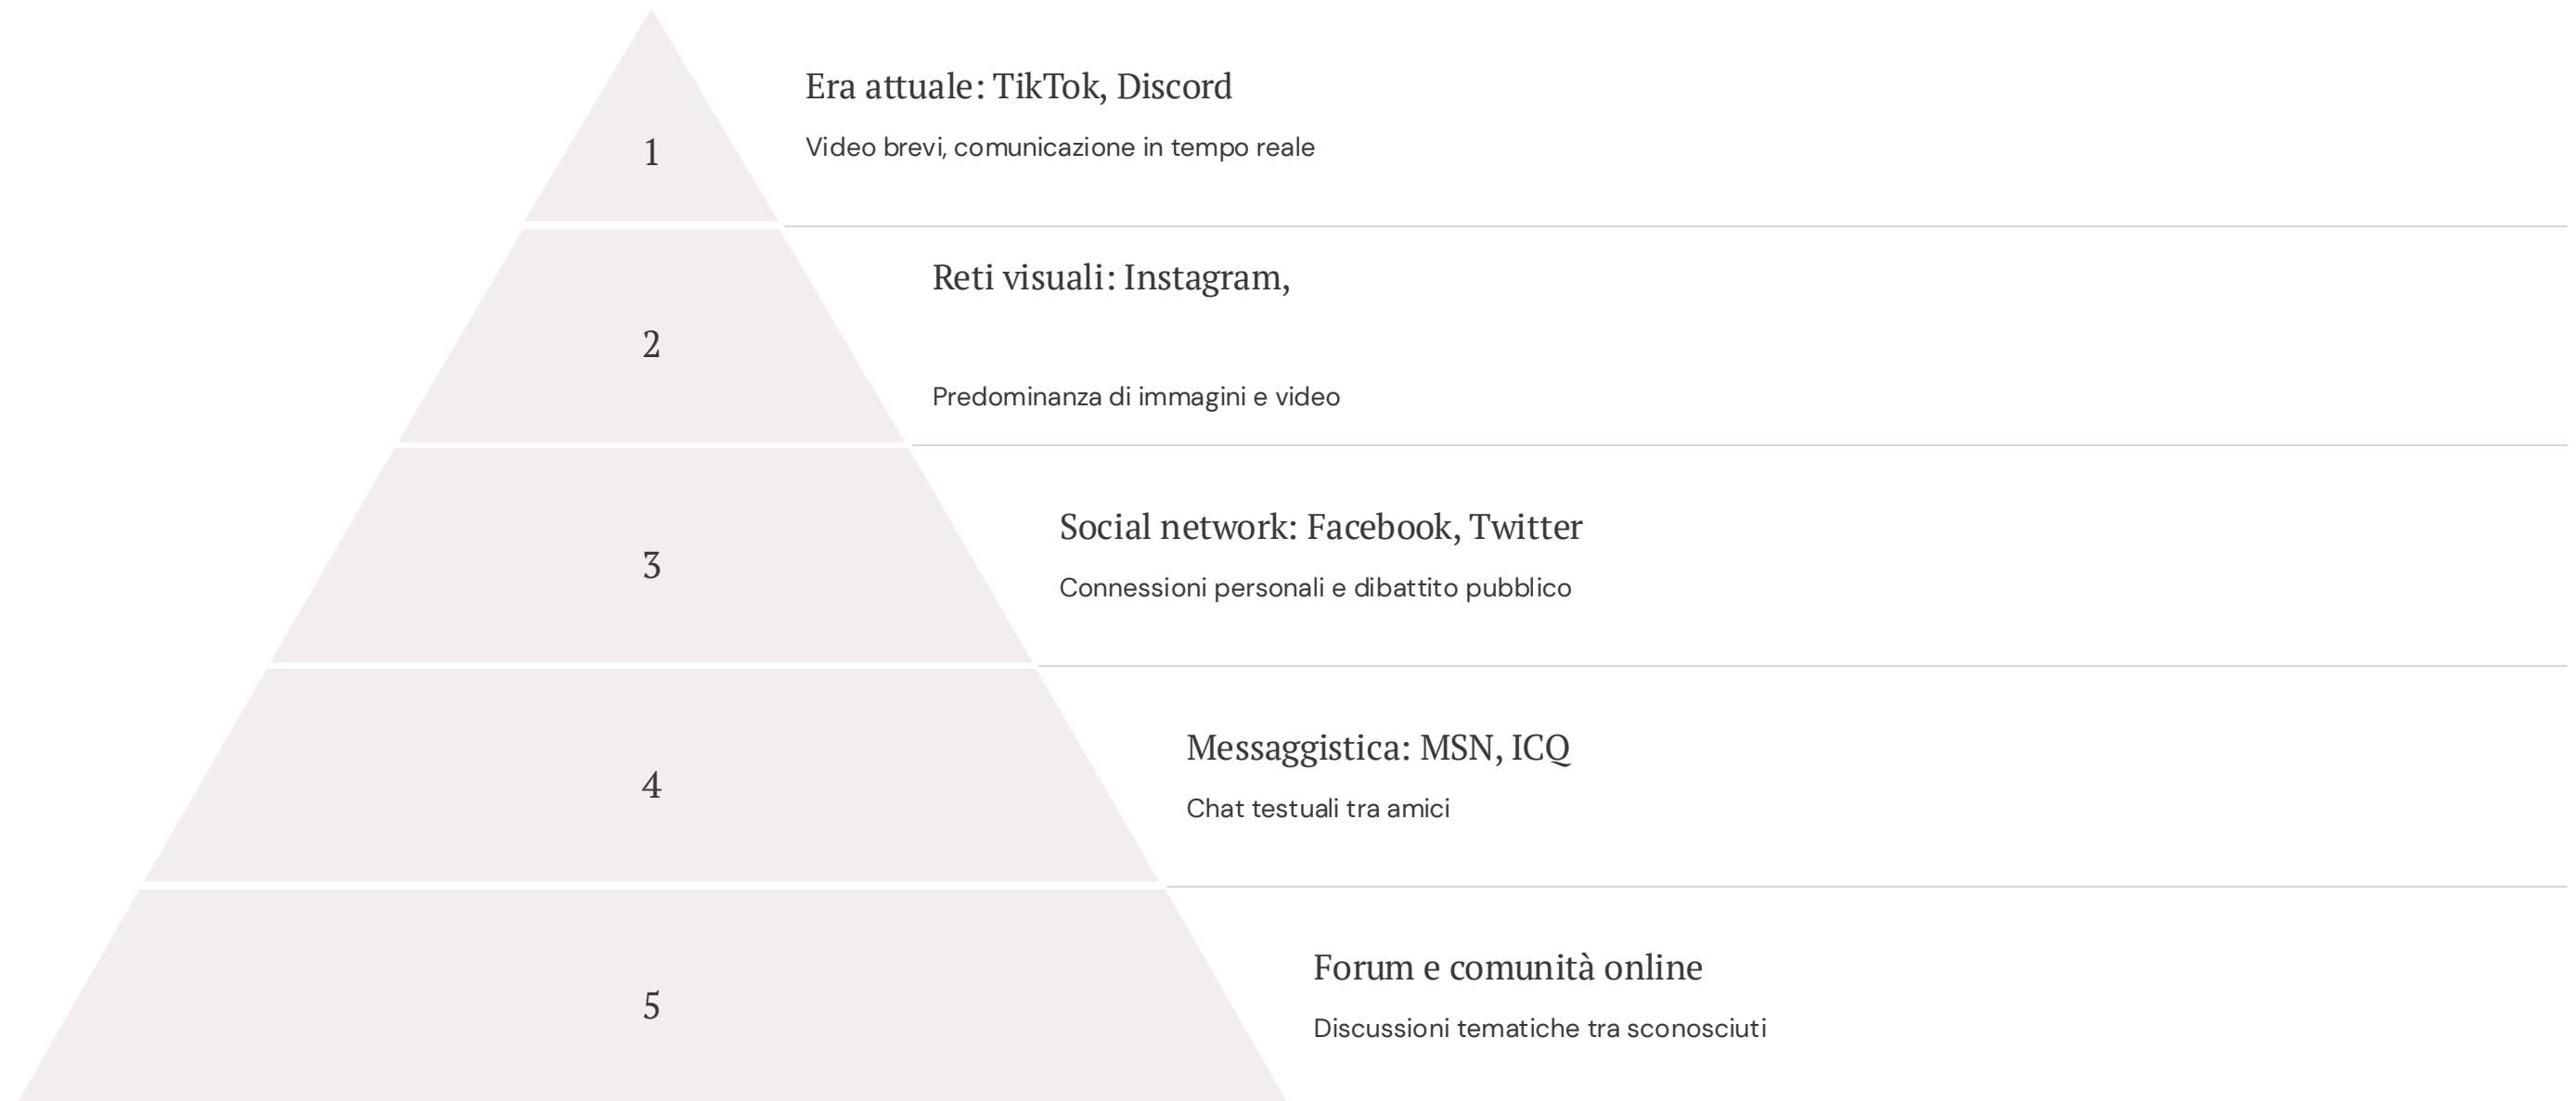 1
Era attuale: TikTok, Discord
Video brevi, comunicazione in tempo reale
2
Reti visuali: Instagram,
Predominanza di immagini e video
3
Social network: Facebook, Twitter
Connessioni personali e dibattito pubblico
4
Messaggistica: MSN, ICQ
Chat testuali tra amici
5
Forum e comunità online
Discussioni tematiche tra sconosciuti